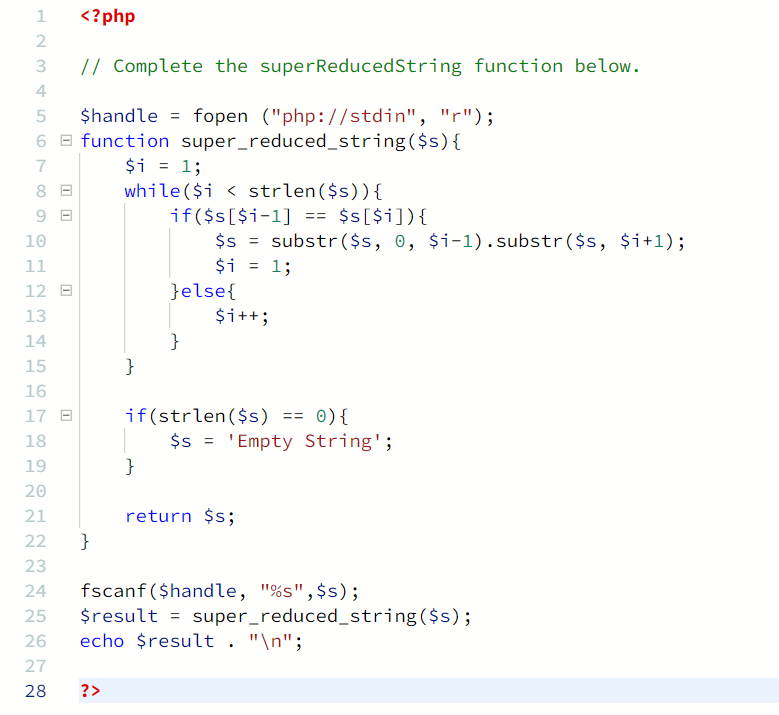 1 <?php
2
3 // Complete the superReducedString function below.
4
5 $handle = fopen ("php://stdin", "r");
6 function super_reduced_string($s){
7     $i = 1;
8     while($i < strlen($s)){
9         if($s[$i-1] == $s[$i]){
10             $s = substr($s, 0, $i-1).substr($s, $i+1);
11             $i = 1;
12         }else{
13             $i++;
14         }
15     }
16
17     if(strlen($s) == 0){
18         $s = 'Empty String';
19     }
20
21     return $s;
22 }
23
24 fscanf($handle, "%s",$s);
25 $result = super_reduced_string($s);
26 echo $result . "\n";
27
28 ?>